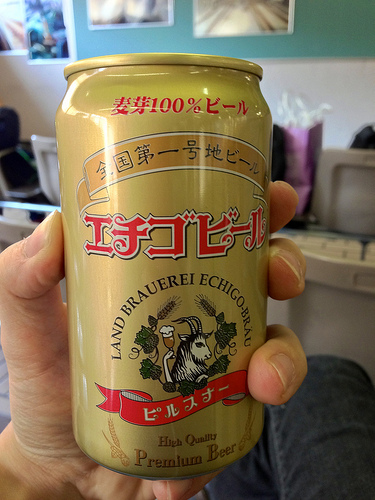 麦芽100%ビール
全国第一号地ビール
エチゴビール
LAND BRAUEREI ECHIGO-BRÄU
ピルスナー
High Quality
Premium Beer